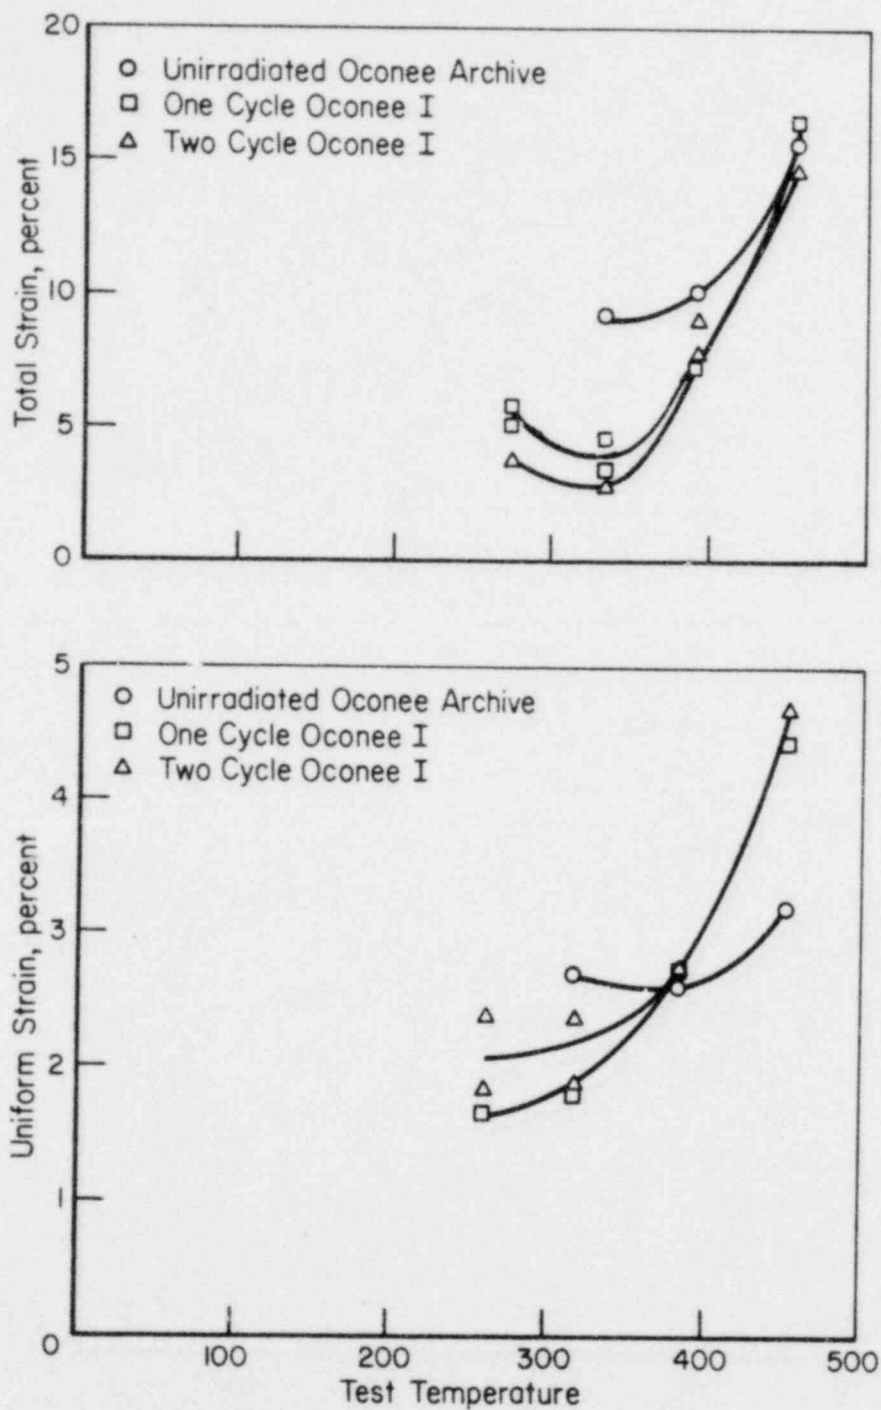 20
○ Unirradiated Oconee Archive
□ One Cycle Oconee I
△ Two Cycle Oconee I
15
10
5
0
Total Strain, percent
5
○ Unirradiated Oconee Archive
□ One Cycle Oconee I
△ Two Cycle Oconee I
4
3
2
1
0
Uniform Strain, percent
100 200 300 400 500
Test Temperature